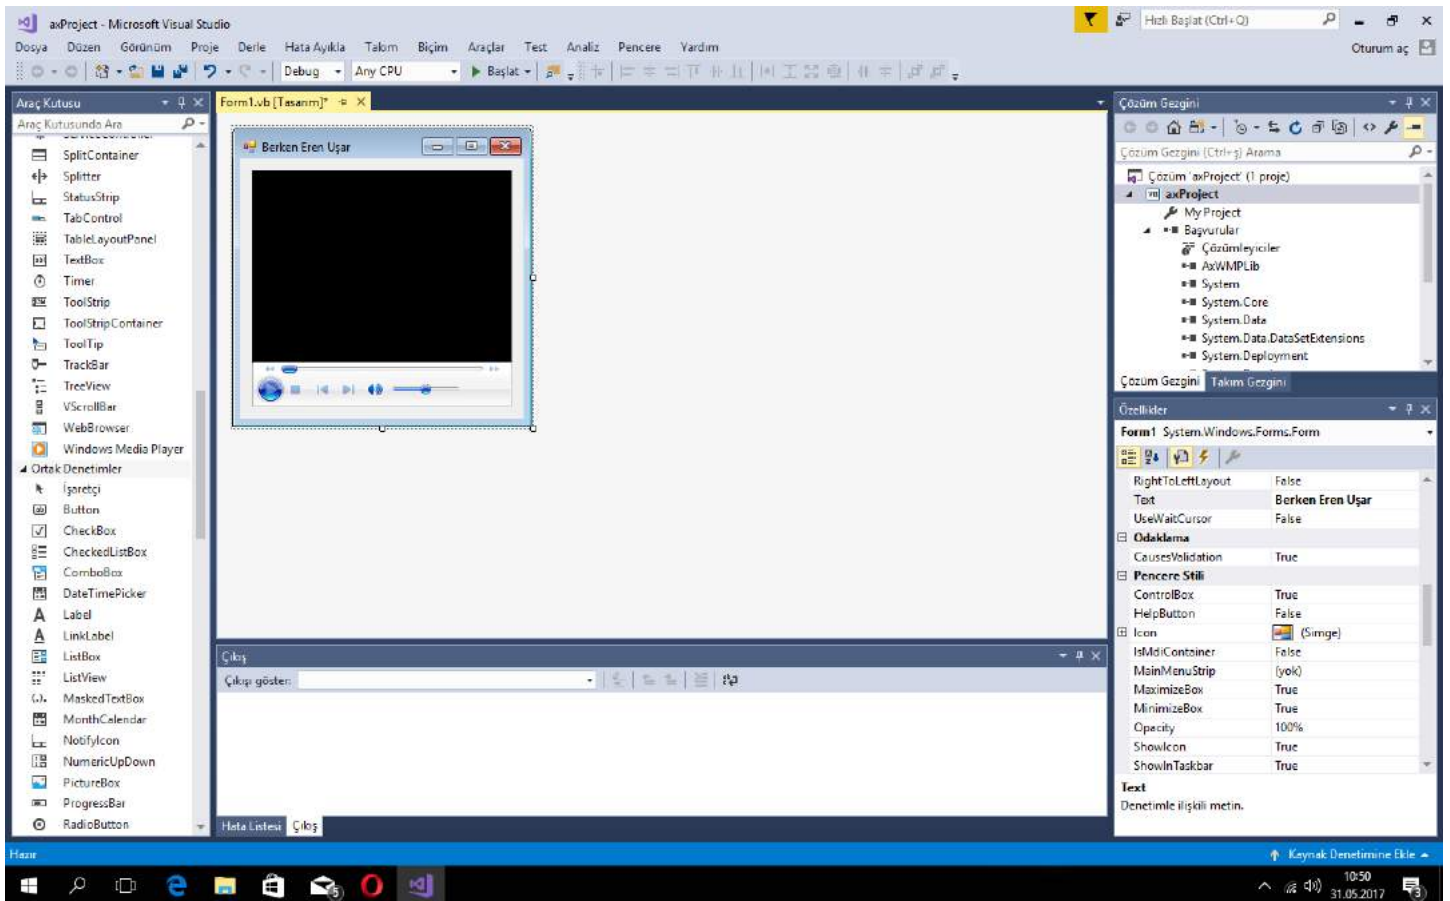 axProject - Microsoft Visual Studio
Hızlı Başlat (Ctrl+Q)
Dosya Düzen Görünüm Proje Derle Hata Ayıkla Takım Biçim Araçlar Test Analiz Pencere Yardım
Oturum aç
Debug Any CPU Başlat
Araç Kutusu
Araç Kutusunda Ara
SplitContainer
Splitter
StatusStrip
TabControl
TableLayoutPanel
TextBox
Timer
ToolStrip
ToolStripContainer
ToolTip
TrackBar
TreeView
VScrollBar
WebBrowser
Windows Media Player
Ortak Denetimler
İşaretçi
Button
CheckBox
CheckedListBox
ComboBox
DateTimePicker
Label
LinkLabel
ListBox
ListView
MaskedTextBox
MonthCalendar
NotifyIcon
NumericUpDown
PictureBox
ProgressBar
RadioButton
Form1.vb [Tasarım]*
Berken Eren Uşar
Çıkış
Çıkışı göster:
Hata Listesi Çıkış
Çözüm Gezgini
Çözüm Gezgini (Ctrl+ş) Arama
Çözüm 'axProject' (1 proje)
axProject
My Project
Başvurular
Çözümleyiciler
AxWMPLib
System
System.Core
System.Data
System.Data.DataSetExtensions
System.Deployment
Çözüm Gezgini Takım Gezgini
Özellikler
Form1 System.Windows.Forms.Form
RightToLeftLayout False
Text Berken Eren Uşar
UseWaitCursor False
Odaklama
CausesValidation True
Pencere Stili
ControlBox True
HelpButton False
Icon (Simge)
IsMdiContainer False
MainMenuStrip (yok)
MaximizeBox True
MinimizeBox True
Opacity 100%
ShowIcon True
ShowInTaskbar True
Text
Denetimle ilişkili metin.
Hazır
Kaynak Denetimine Ekle
5
10:50
31.05.2017
3